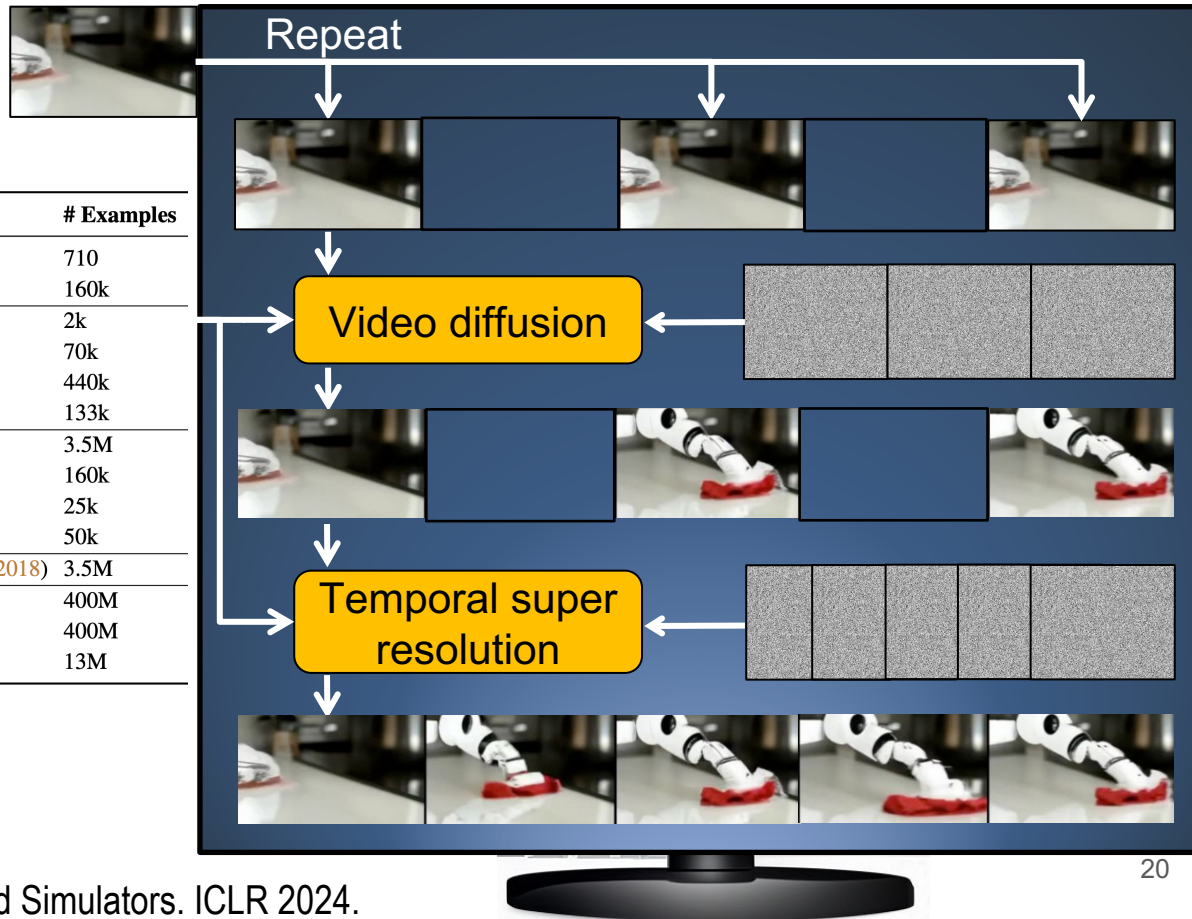 Repeat
# Examples
710
160k
2k
70k
440k
133k
3.5M
160k
25k
50k
2018) 3.5M
400M
400M
13M
Video diffusion
Temporal super
resolution
d Simulators. ICLR 2024.
20